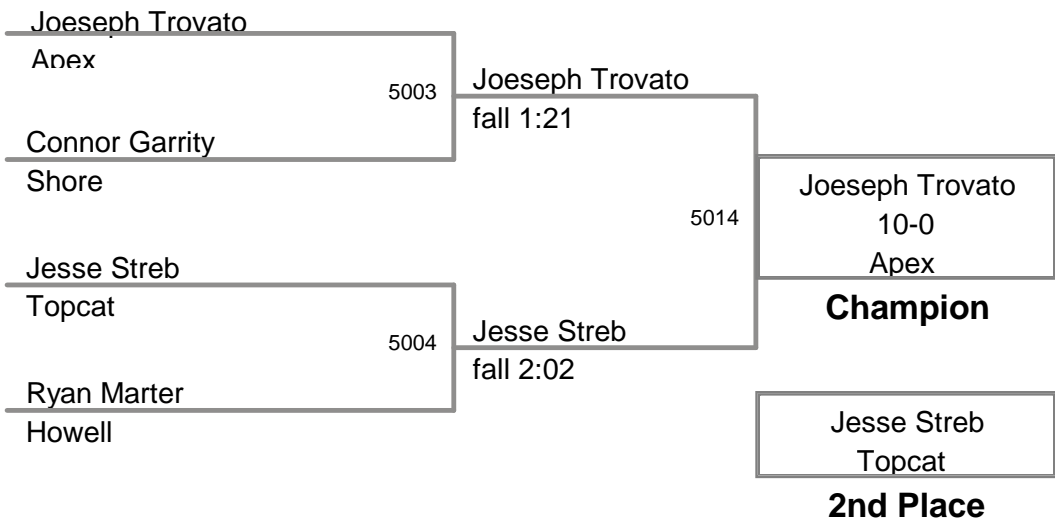 Joeseph Trovato
Apex
5003
Joeseph Trovato
fall 1:21
Connor Garrity
Shore
Joeseph Trovato
10-0
Apex
Champion
5014
Jesse Streb
Topcat
5004
Jesse Streb
fall 2:02
Ryan Marter
Howell
Jesse Streb
Topcat
2nd Place